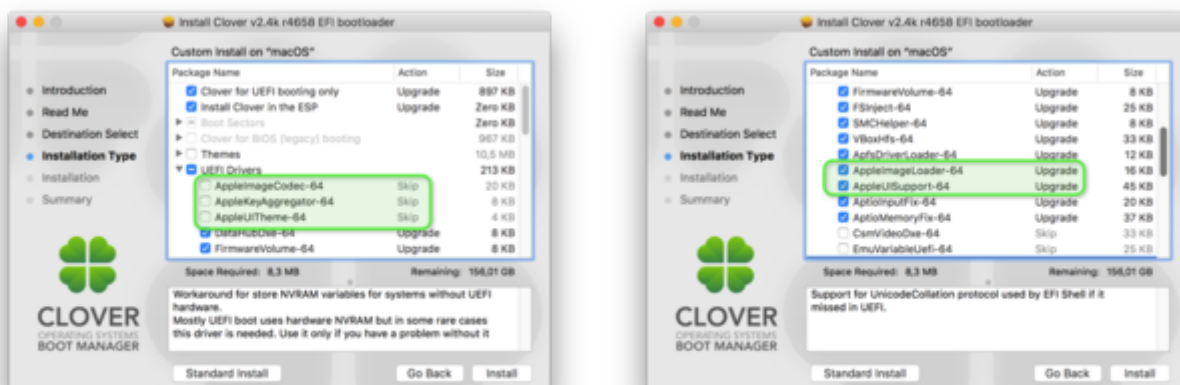 Install Clover v2.4k r4658 EFI bootloader
Custom Install on "macOS"
Package Name Action Size
Introduction
Read Me
Destination Select
Installation Type
Installation
Summary
Clover for UEFI booting only Upgrade 897 KB
Install Clover in the ESP Upgrade Zero KB
Boot Sectors Zero KB
Clover for BIOS (legacy) booting 967 KB
Themes 10,5 MB
UEFI Drivers 213 KB
AppleImageCodec-64 Skip 20 KB
AppleKeyAggregator-64 Skip 8 KB
AppleUITheme-64 Skip 4 KB
DataHubDxe-64 Upgrade 8 KB
FirmwareVolume-64 Upgrade 8 KB
Space Required: 8,3 MB Remaining: 156,01 GB
Workaround for store NVRAM variables for systems without UEFI
hardware.
Mostly UEFI boot uses hardware NVRAM but in some rare cases
this driver is needed. Use it only if you have a problem without it
CLOVER
OPERATING SYSTEMS
BOOT MANAGER
Standard Install Go Back Install
Install Clover v2.4k r4658 EFI bootloader
Custom Install on "macOS"
Package Name Action Size
Introduction
Read Me
Destination Select
Installation Type
Installation
Summary
FirmwareVolume-64 Upgrade 8 KB
FSInject-64 Upgrade 25 KB
SMCHelper-64 Upgrade 8 KB
VBoxHfs-64 Upgrade 33 KB
ApfsDriverLoader-64 Upgrade 12 KB
AppleImageLoader-64 Upgrade 16 KB
AppleUISupport-64 Upgrade 45 KB
AptioInputFix-64 Upgrade 20 KB
AptioMemoryFix-64 Upgrade 37 KB
CsmVideoDxe-64 Skip 33 KB
EmuVariableUefi-64 Skip 25 KB
Space Required: 8,3 MB Remaining: 156,01 GB
Support for UnicodeCollation protocol used by EFI Shell if it
missed in UEFI.
CLOVER
OPERATING SYSTEMS
BOOT MANAGER
Standard Install Go Back Install